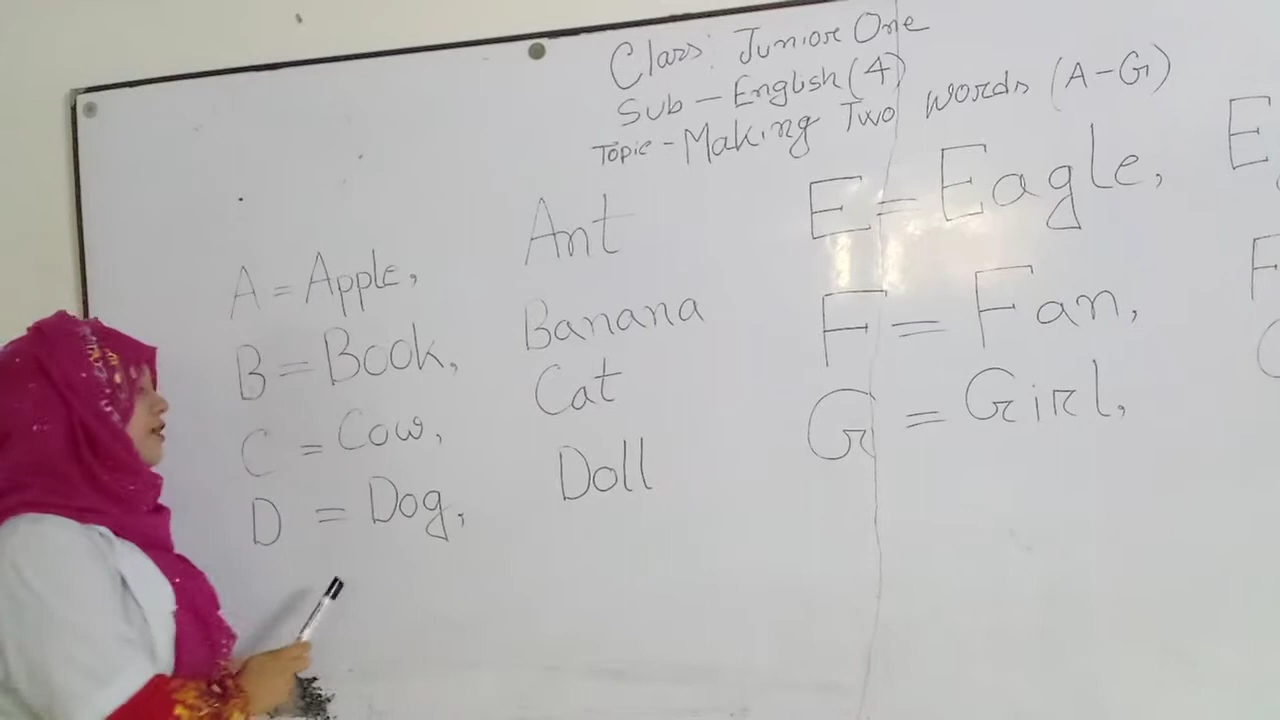 Class: Junior One
Sub - English (4)
Topic - Making Two words (A-G)
A = Apple, Ant
B = Book, Banana
C = Cow, Cat
D = Dog, Doll
E = Eagle, E
F = Fan, F
G = Girl,